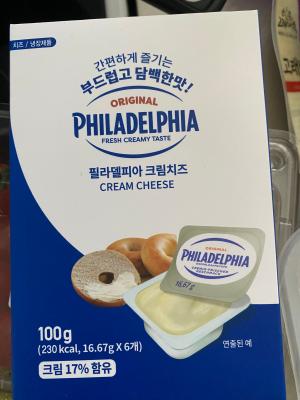 치즈 / 냉장제품
간편하게 즐기는
부드럽고 담백한맛!
ORIGINAL
PHILADELPHIA
FRESH CREAMY TASTE
필라델피아 크림치즈
CREAM CHEESE
ORIGINAL
PHILADELPHIA
16.67g
100g
(230 kcal, 16.67g X 6개)
크림 17% 함유
연출된 예